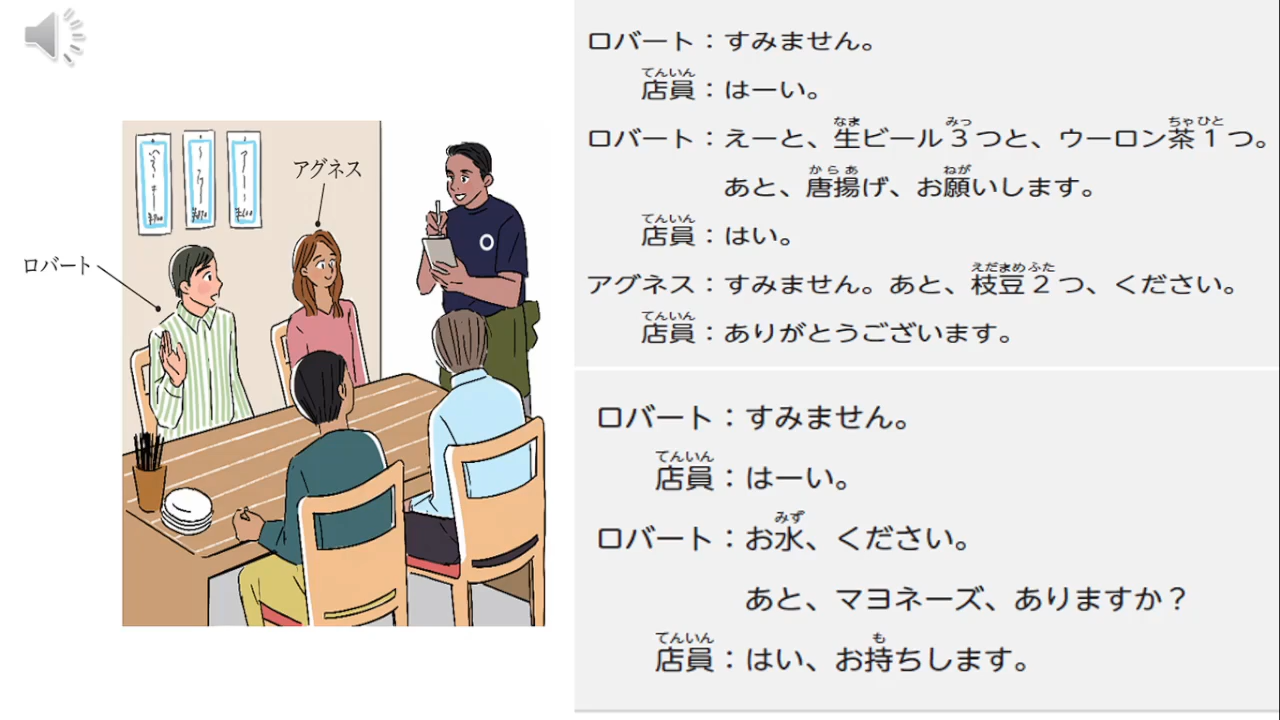 アグネス
ロバート
ロバート：すみません。
店員：はーい。
ロバート：えーと、生ビール３つと、ウーロン茶１つ。
あと、唐揚げ、お願いします。
店員：はい。
アグネス：すみません。あと、枝豆２つ、ください。
店員：ありがとうございます。
ロバート：すみません。
店員：はーい。
ロバート：お水、ください。
あと、マヨネーズ、ありますか？
店員：はい、お持ちします。